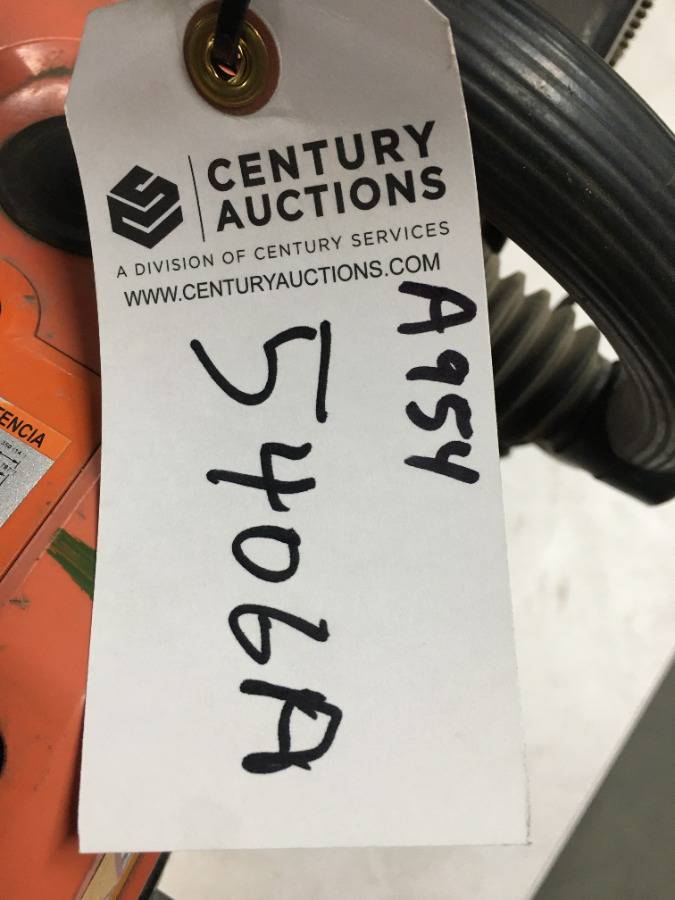 CENTURY
AUCTIONS
A DIVISION OF CENTURY SERVICES
WWW.CENTURYAUCTIONS.COM
A954
5406A
TENCIA